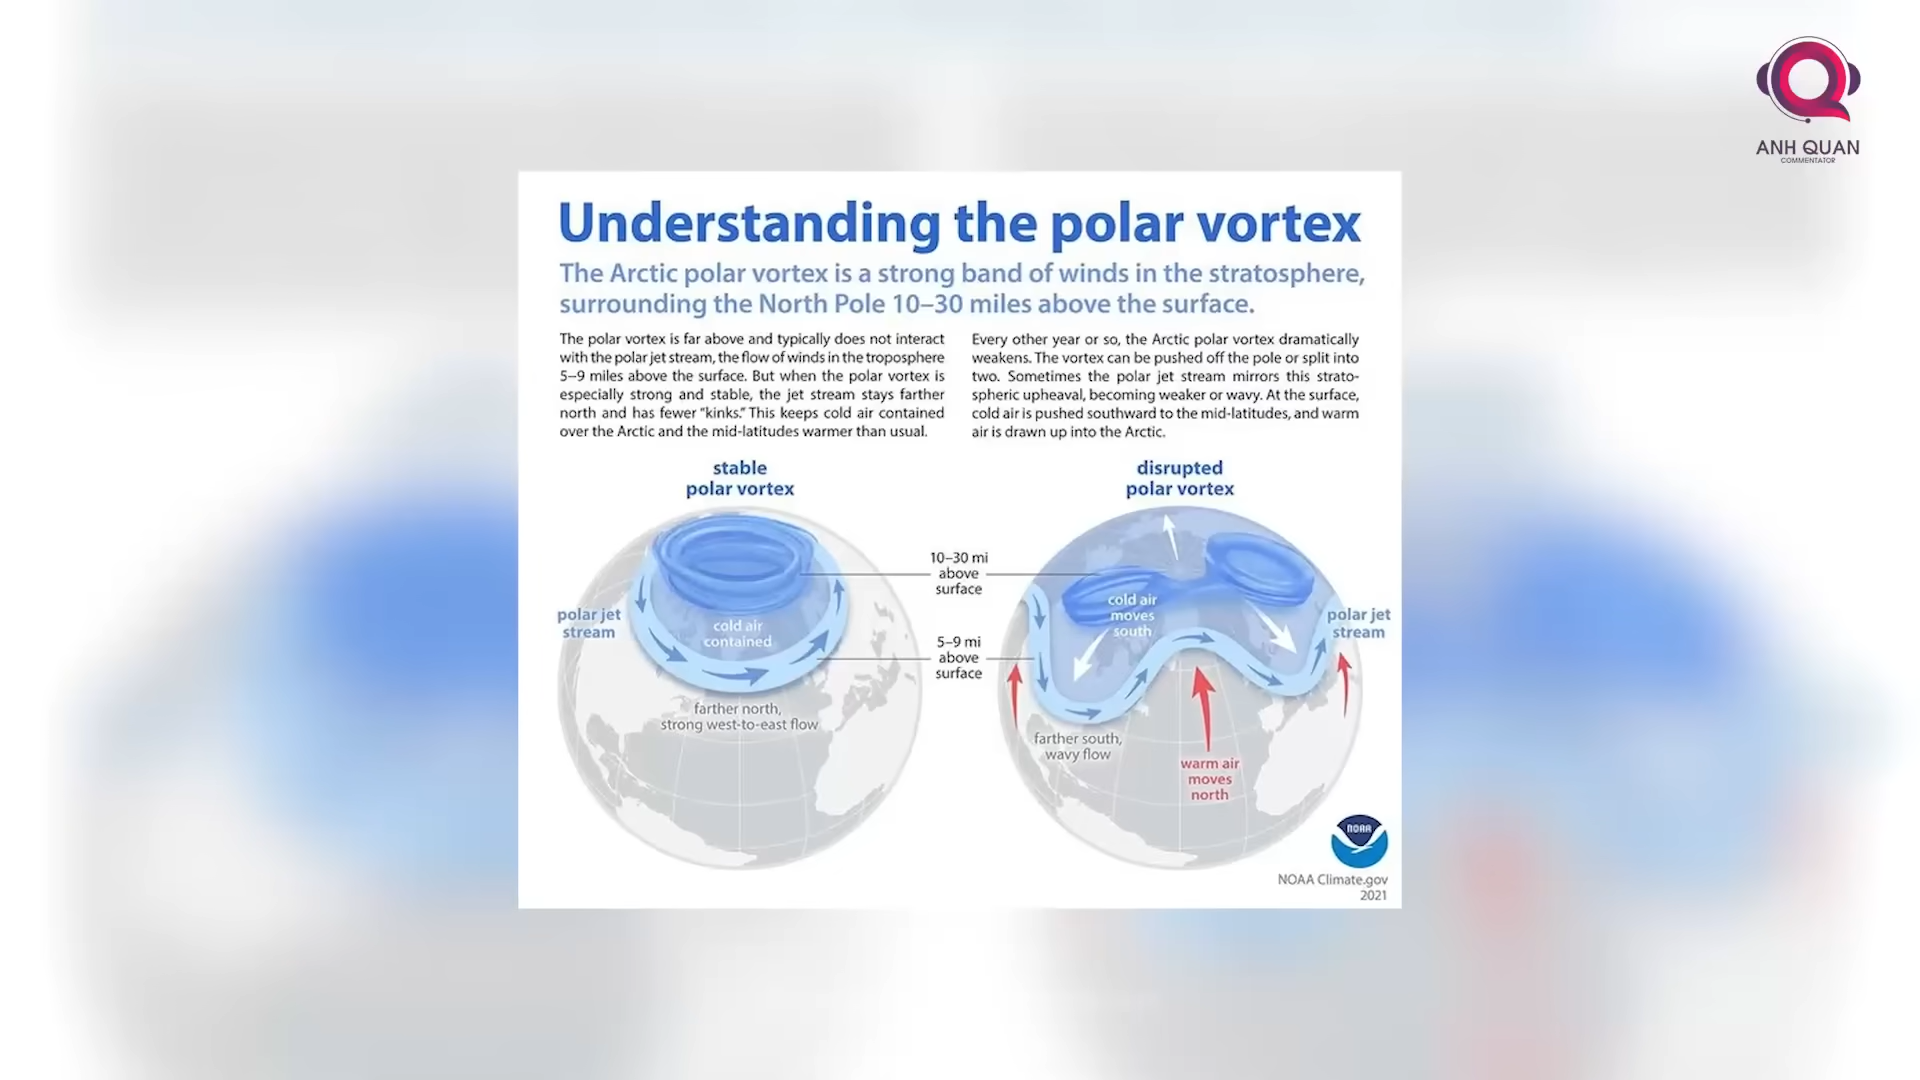 ANH QUAN
COMMENTATOR
Understanding the polar vortex
The Arctic polar vortex is a strong band of winds in the stratosphere,
surrounding the North Pole 10–30 miles above the surface.
The polar vortex is far above and typically does not interact
with the polar jet stream, the flow of winds in the troposphere
5–9 miles above the surface. But when the polar vortex is
especially strong and stable, the jet stream stays farther
north and has fewer "kinks." This keeps cold air contained
over the Arctic and the mid-latitudes warmer than usual.
Every other year or so, the Arctic polar vortex dramatically
weakens. The vortex can be pushed off the pole or split into
two. Sometimes the polar jet stream mirrors this strato-
spheric upheaval, becoming weaker or wavy. At the surface,
cold air is pushed southward to the mid-latitudes, and warm
air is drawn up into the Arctic.
stable
polar vortex
polar jet
stream
cold air
contained
farther north,
strong west-to-east flow
10–30 mi
above
surface
5–9 mi
above
surface
disrupted
polar vortex
cold air
moves
south
polar jet
stream
farther south,
wavy flow
warm air
moves
north
NOAA
NOAA Climate.gov
2021